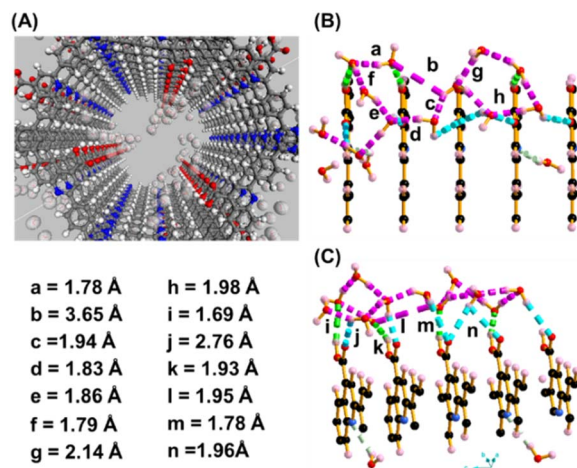 (A)
(B)
a
b
g
f
h
e
c
d
(C)
i
j
l
m
k
n
a = 1.78 Å
h = 1.98 Å
b = 3.65 Å
i = 1.69 Å
c =1.94 Å
j = 2.76 Å
d = 1.83 Å
k = 1.93 Å
e = 1.86 Å
l = 1.95 Å
f = 1.79 Å
m = 1.78 Å
g = 2.14 Å
n =1.96Å